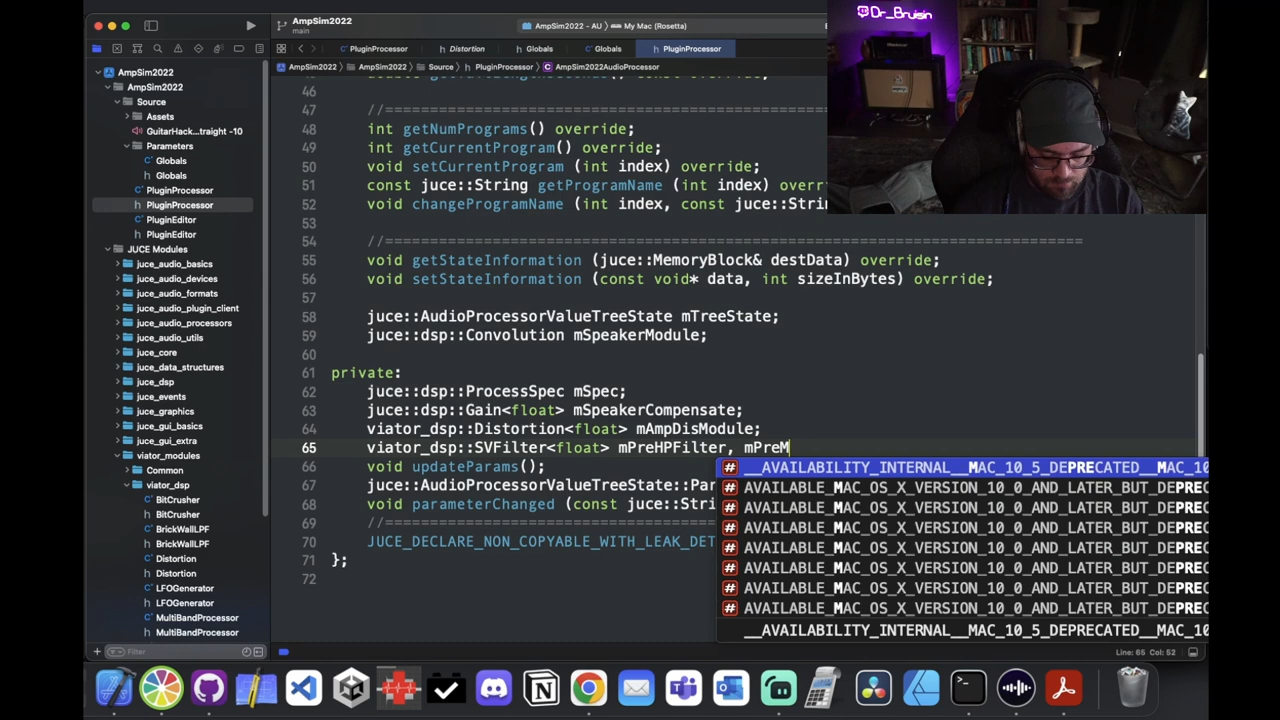 @Dr_Bruisin
AmpSim2022
main
AmpSim2022 - AU
My Mac (Rosetta)
PluginProcessor
Distortion
Globals
Globals
PluginProcessor
AmpSim2022
AmpSim2022
Source
PluginProcessor
AmpSim2022AudioProcessor
AmpSim2022
AmpSim2022
Source
Assets
GuitarHack...traight -10
Parameters
Globals
Globals
PluginProcessor
PluginProcessor
PluginEditor
PluginEditor
JUCE Modules
juce_audio_basics
juce_audio_devices
juce_audio_formats
juce_audio_plugin_client
juce_audio_processors
juce_audio_utils
juce_core
juce_data_structures
juce_dsp
juce_events
juce_graphics
juce_gui_basics
juce_gui_extra
viator_modules
Common
viator_dsp
BitCrusher
BitCrusher
BrickWallLPF
BrickWallLPF
Distortion
Distortion
LFOGenerator
LFOGenerator
MultiBandProcessor
MultiBandProcessor
Filter
46
47 //==================================================
48 int getNumPrograms() override;
49 int getCurrentProgram() override;
50 void setCurrentProgram (int index) override;
51 const juce::String getProgramName (int index) overr
52 void changeProgramName (int index, const juce::Strin
53
54 //==============================================================================
55 void getStateInformation (juce::MemoryBlock& destData) override;
56 void setStateInformation (const void* data, int sizeInBytes) override;
57
58 juce::AudioProcessorValueTreeState mTreeState;
59 juce::dsp::Convolution mSpeakerModule;
60
61 private:
62 juce::dsp::ProcessSpec mSpec;
63 juce::dsp::Gain<float> mSpeakerCompensate;
64 viator_dsp::Distortion<float> mAmpDisModule;
65 viator_dsp::SVFilter<float> mPreHPFilter, mPreM
66 void updateParams();
67 juce::AudioProcessorValueTreeState::Par
68 void parameterChanged (const juce::Stri
69 //=====================================
70 JUCE_DECLARE_NON_COPYABLE_WITH_LEAK_DET
71 };
72
# __AVAILABILITY_INTERNAL__MAC_10_5_DEPRECATED__MAC_10
# AVAILABLE_MAC_OS_X_VERSION_10_0_AND_LATER_BUT_DEPREC
# AVAILABLE_MAC_OS_X_VERSION_10_0_AND_LATER_BUT_DEPREC
# AVAILABLE_MAC_OS_X_VERSION_10_0_AND_LATER_BUT_DEPREC
# AVAILABLE_MAC_OS_X_VERSION_10_0_AND_LATER_BUT_DEPREC
# AVAILABLE_MAC_OS_X_VERSION_10_0_AND_LATER_BUT_DEPREC
# AVAILABLE_MAC_OS_X_VERSION_10_0_AND_LATER_BUT_DEPREC
# AVAILABLE_MAC_OS_X_VERSION_10_0_AND_LATER_BUT_DEPREC
__AVAILABILITY_INTERNAL__MAC_10_5_DEPRECATED__MAC_10
Line: 65 Col: 52